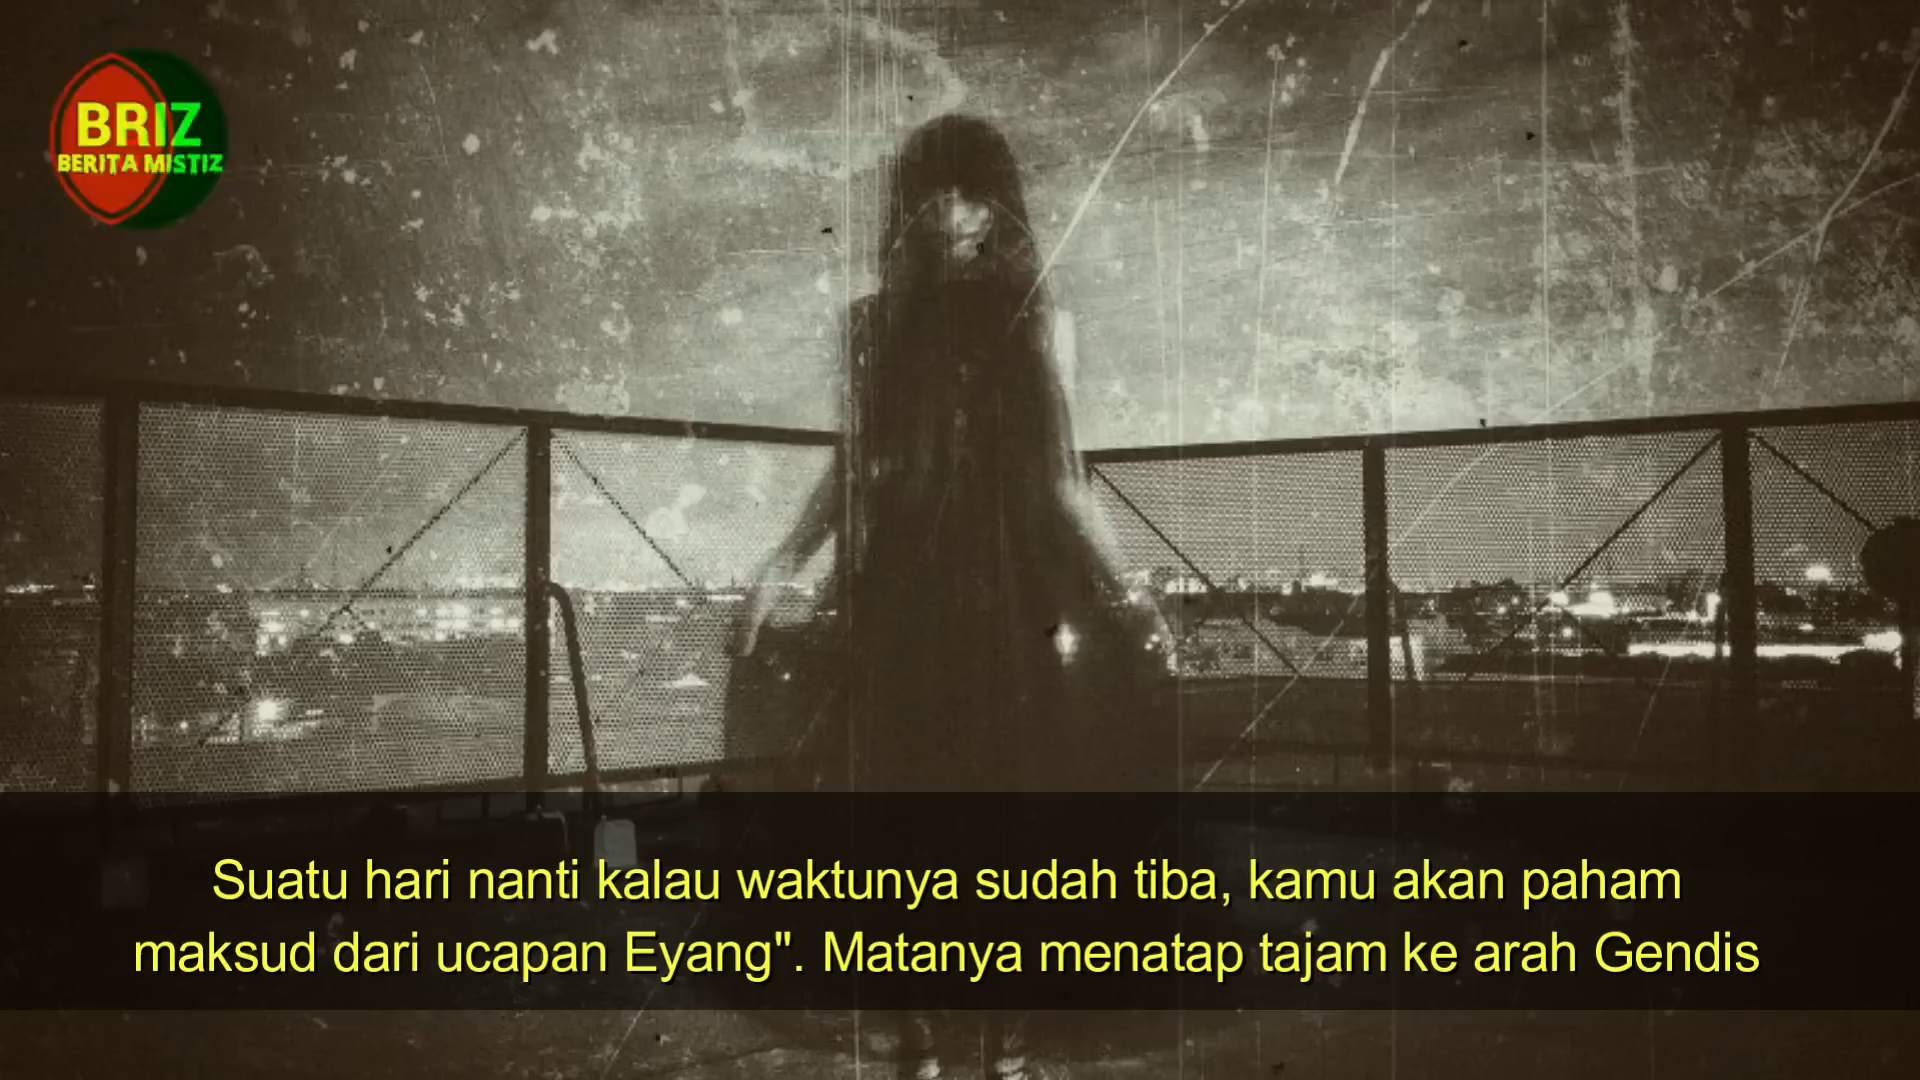 BRIZ
BERITA MISTIZ
Suatu hari nanti kalau waktunya sudah tiba, kamu akan paham
maksud dari ucapan Eyang". Matanya menatap tajam ke arah Gendis